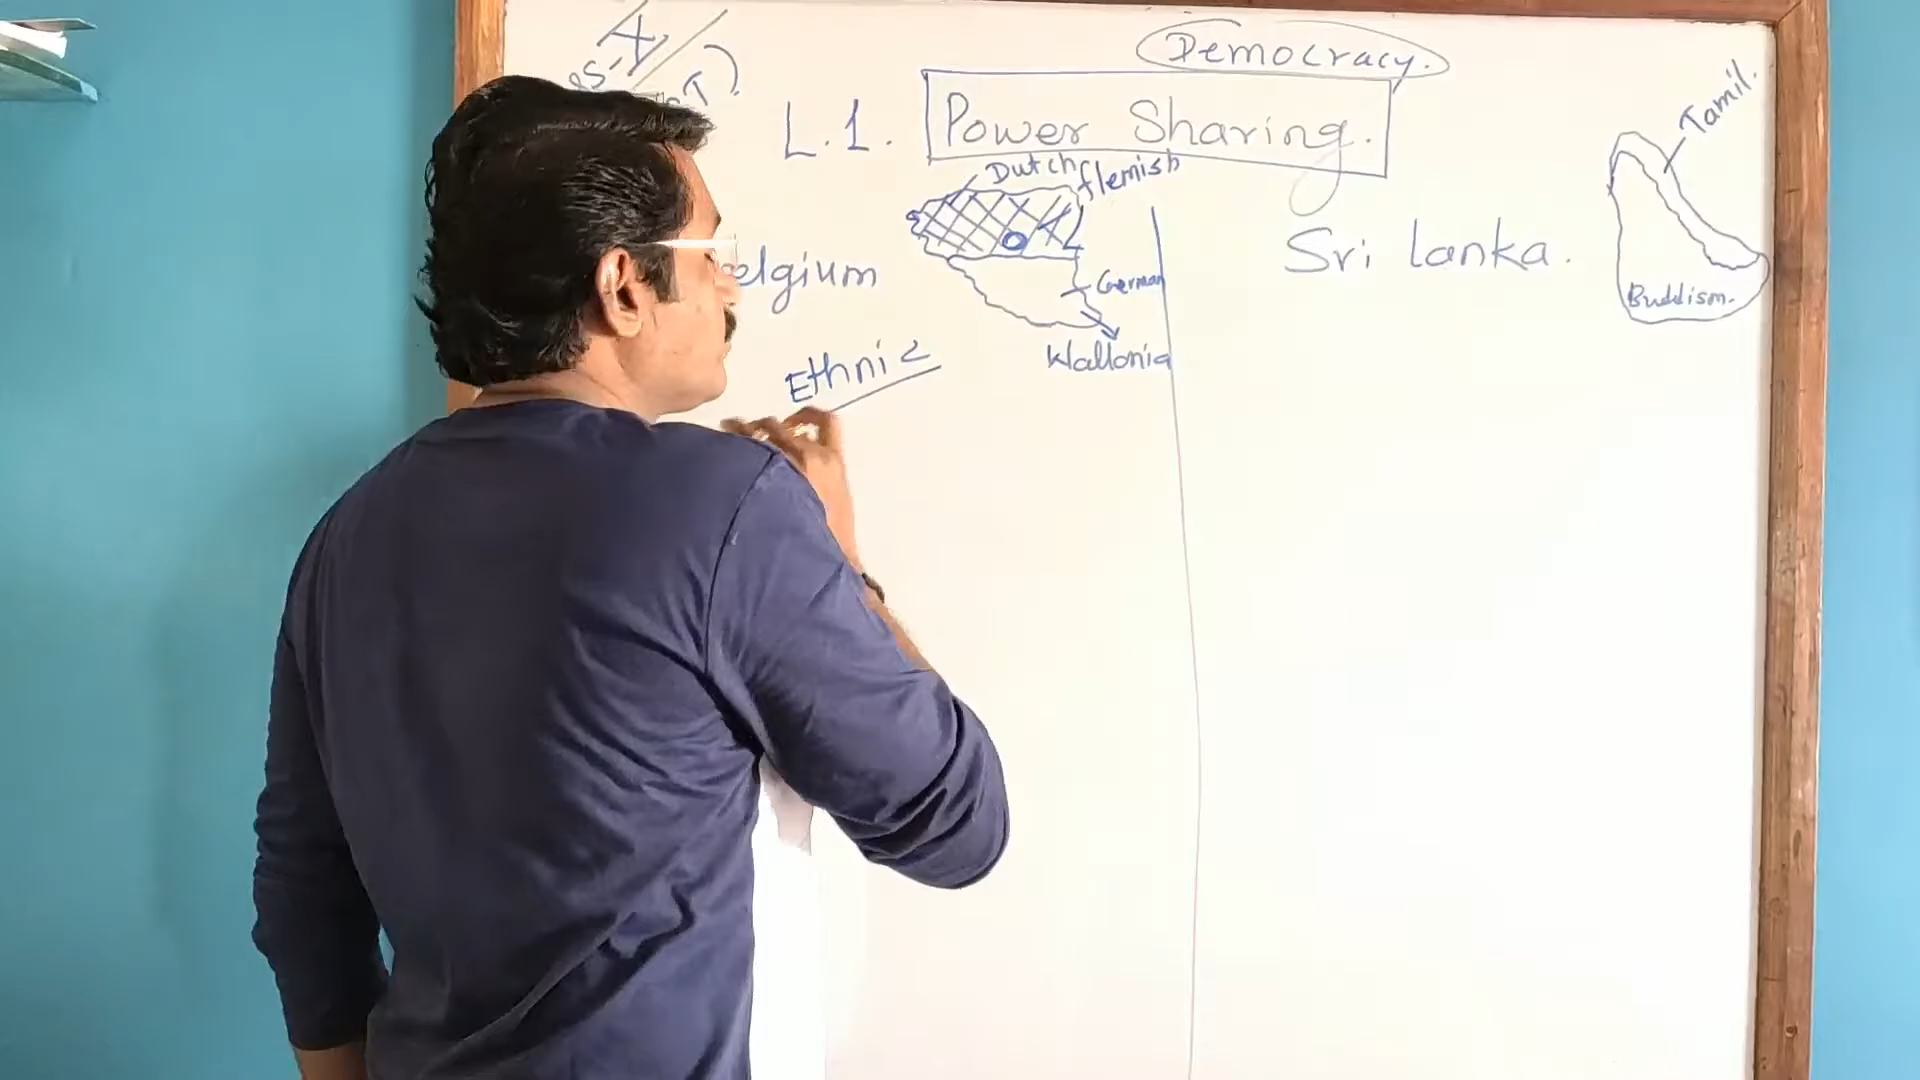 Democracy.
L.1. Power Sharing.
Tamil.
Dutch
flemish
Sri lanka.
elgium
German
Buddism.
Wallonia
Ethnic